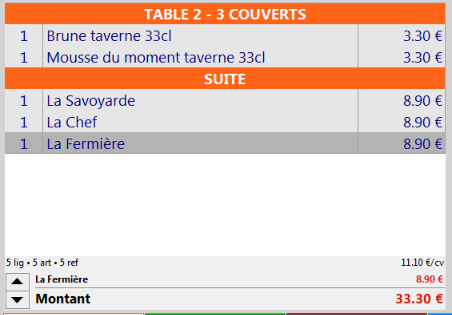 TABLE 2 - 3 COUVERTS
1 Brune taverne 33cl 3.30 €
1 Mousse du moment taverne 33cl 3.30 €
SUITE
1 La Savoyarde 8.90 €
1 La Chef 8.90 €
1 La Fermière 8.90 €
5 lig • 5 art • 5 ref 11.10 €/cv
La Fermière 8.90 €
Montant 33.30 €